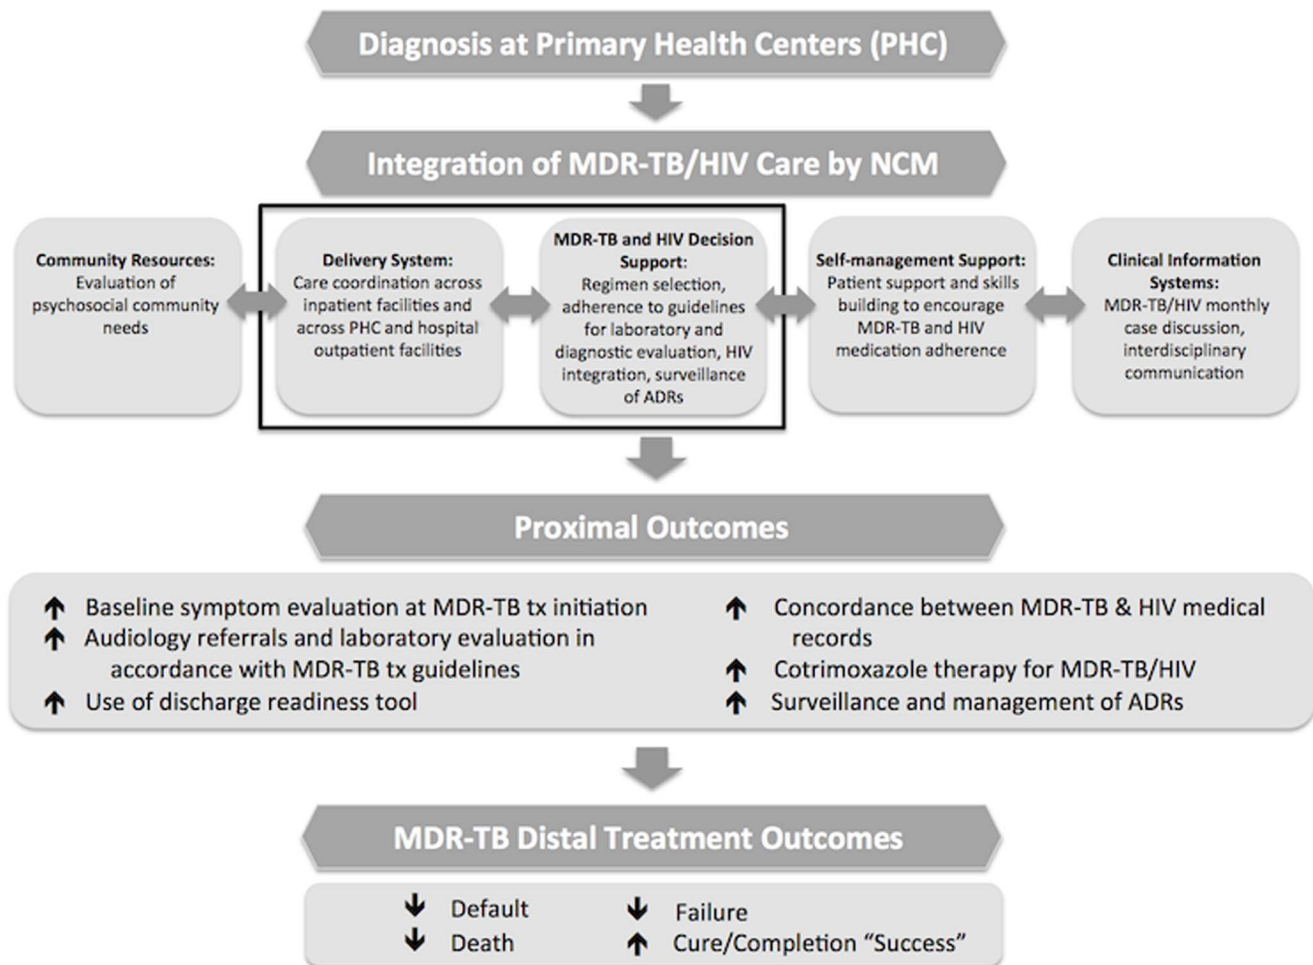 Diagnosis at Primary Health Centers (PHC)
Integration of MDR-TB/HIV Care by NCM
Community Resources:
Evaluation of
psychosocial community
needs
Delivery System:
Care coordination across
inpatient facilities and
across PHC and hospital
outpatient facilities
MDR-TB and HIV Decision
Support:
Regimen selection,
adherence to guidelines
for laboratory and
diagnostic evaluation, HIV
integration, surveillance
of ADRs
Self-management Support:
Patient support and skills
building to encourage
MDR-TB and HIV
medication adherence
Clinical Information
Systems:
MDR-TB/HIV monthly
case discussion,
interdisciplinary
communication
Proximal Outcomes
↑ Baseline symptom evaluation at MDR-TB tx initiation
↑ Audiology referrals and laboratory evaluation in
accordance with MDR-TB tx guidelines
↑ Use of discharge readiness tool
↑ Concordance between MDR-TB & HIV medical
records
↑ Cotrimoxazole therapy for MDR-TB/HIV
↑ Surveillance and management of ADRs
MDR-TB Distal Treatment Outcomes
↓ Default
↓ Death
↓ Failure
↑ Cure/Completion “Success”